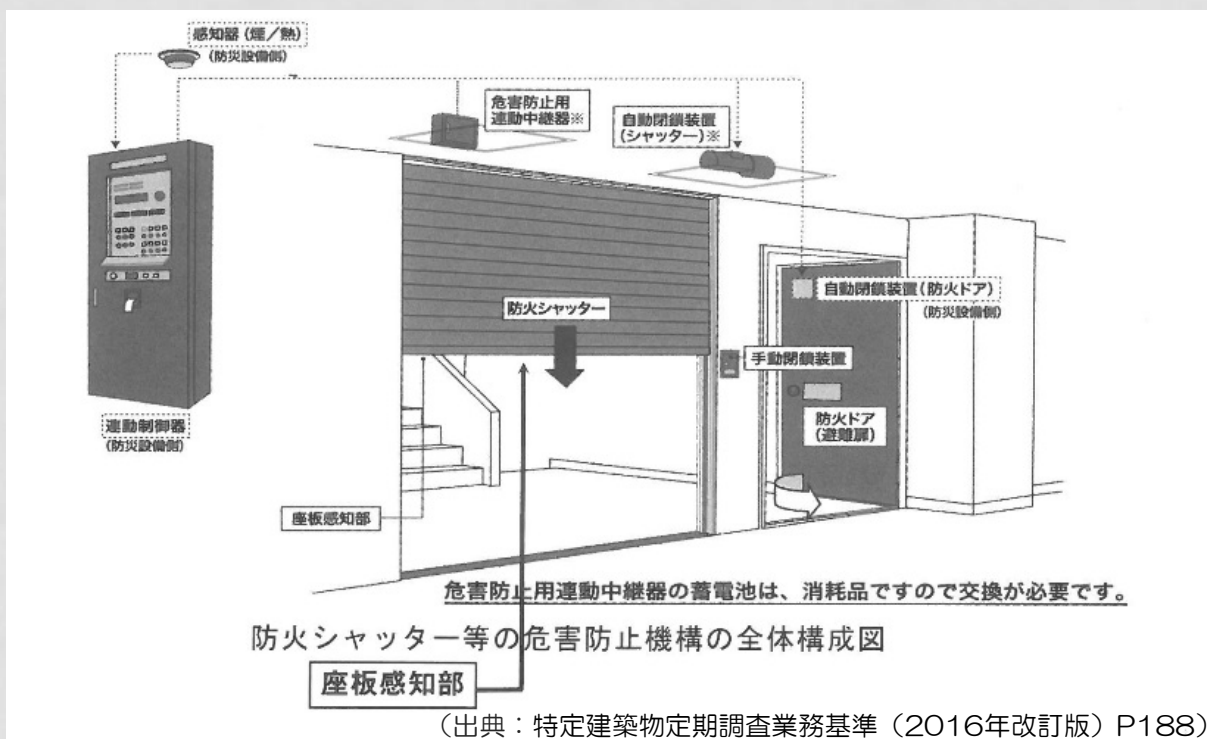 感知器(煙／熱)
(防災設備側)
危害防止用
連動中継器※
自動閉鎖装置
(シャッター)※
自動閉鎖装置(防火ドア)
(防災設備側)
防火シャッター
手動閉鎖装置
防火ドア
(避難扉)
連動制御器
(防災設備側)
座板感知部
危害防止用連動中継器の蓄電池は、消耗品ですので交換が必要です。
防火シャッター等の危害防止機構の全体構成図
座板感知部
（出典：特定建築物定期調査業務基準（2016年改訂版）P188）